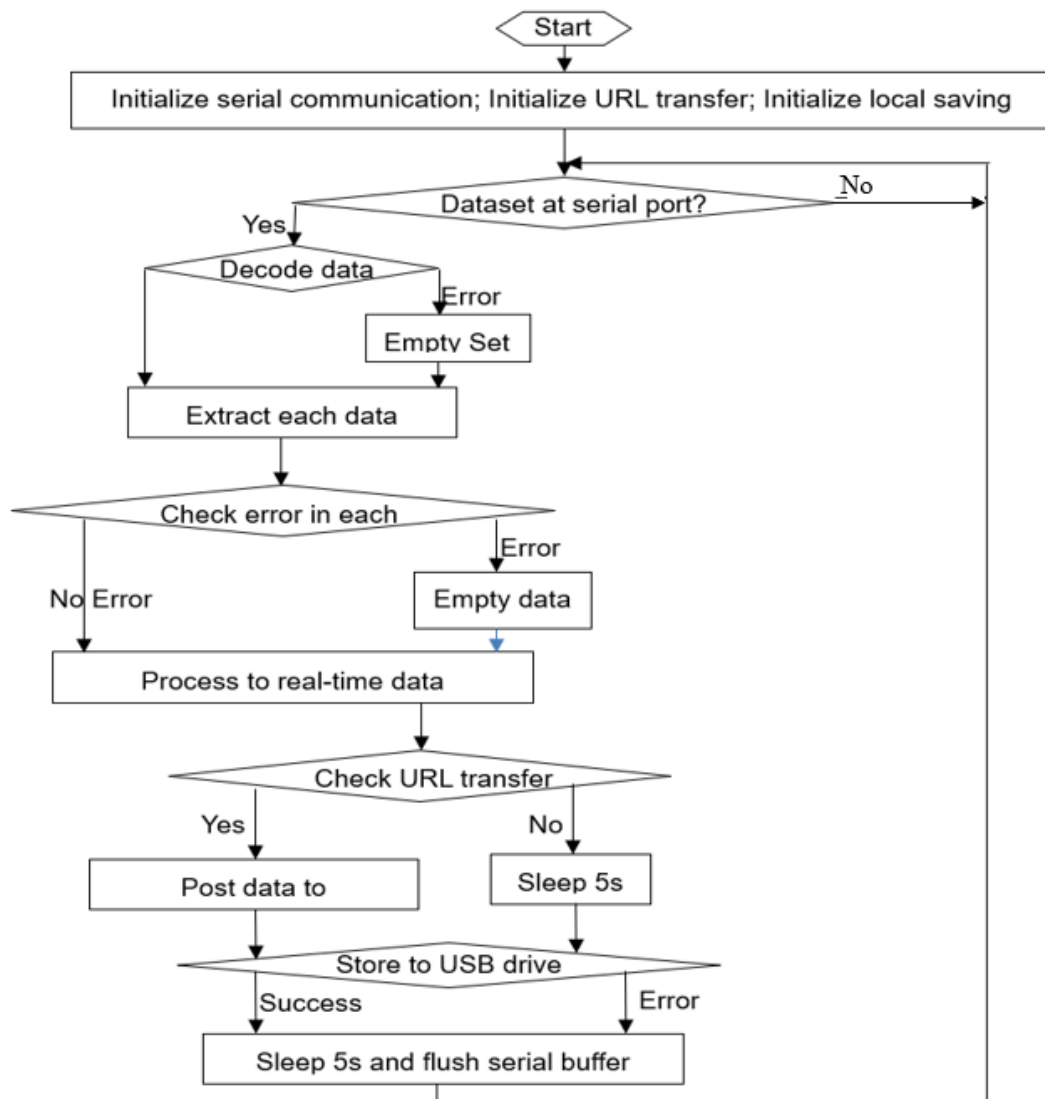 Start
Initialize serial communication; Initialize URL transfer; Initialize local saving
Dataset at serial port?
No
Yes
Decode data
Error
Empty Set
Extract each data
Check error in each
Error
No Error
Empty data
Process to real-time data
Check URL transfer
Yes
No
Post data to
Sleep 5s
Store to USB drive
Success
Error
Sleep 5s and flush serial buffer